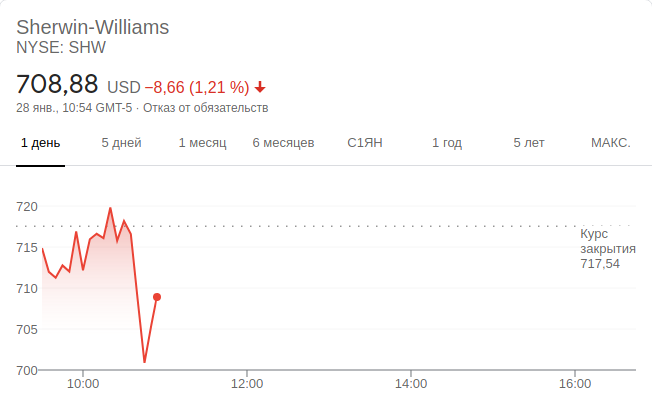 Sherwin-Williams
NYSE: SHW
708,88 USD −8,66 (1,21 %)
28 янв., 10:54 GMT-5 · Отказ от обязательств
1 день 5 дней 1 месяц 6 месяцев С1ЯН 1 год 5 лет МАКС.
720
Курс
закрытия
717,54
715
710
705
700
10:00 12:00 14:00 16:00